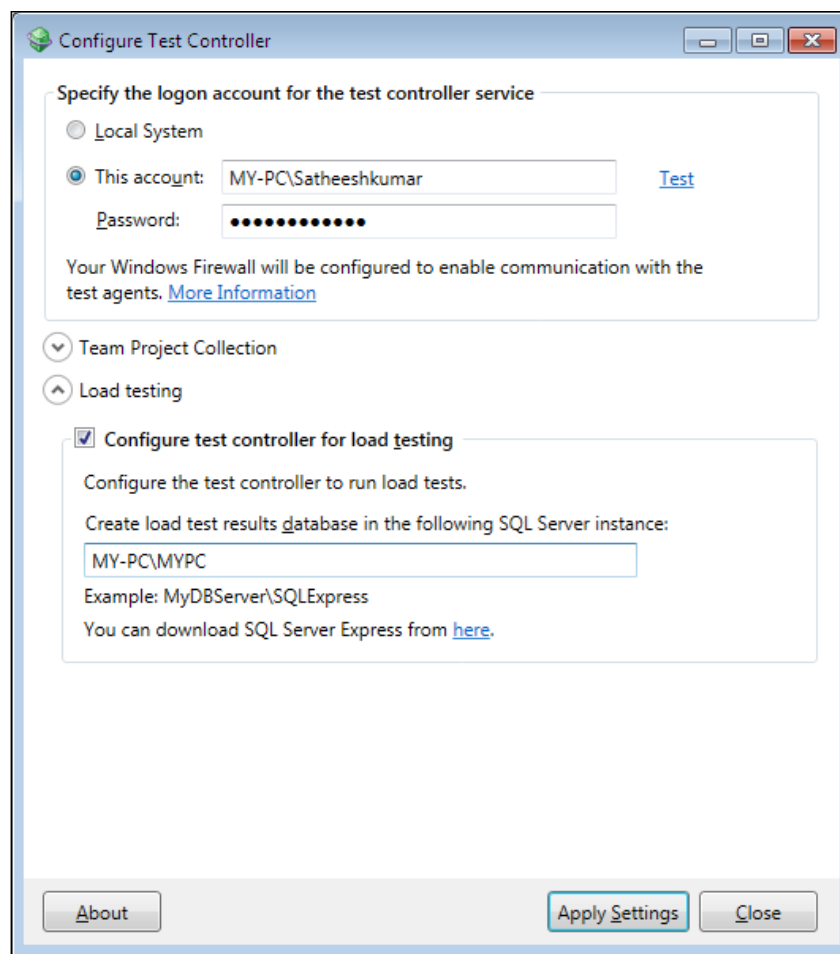 Configure Test Controller
Specify the logon account for the test controller service
Local System
This account: MY-PC\Satheeshkumar Test
Password: ●●●●●●●●●●●●
Your Windows Firewall will be configured to enable communication with the
test agents. More Information
Team Project Collection
Load testing
Configure test controller for load testing
Configure the test controller to run load tests.
Create load test results database in the following SQL Server instance:
MY-PC\MYPC
Example: MyDBServer\SQLExpress
You can download SQL Server Express from here.
About Apply Settings Close